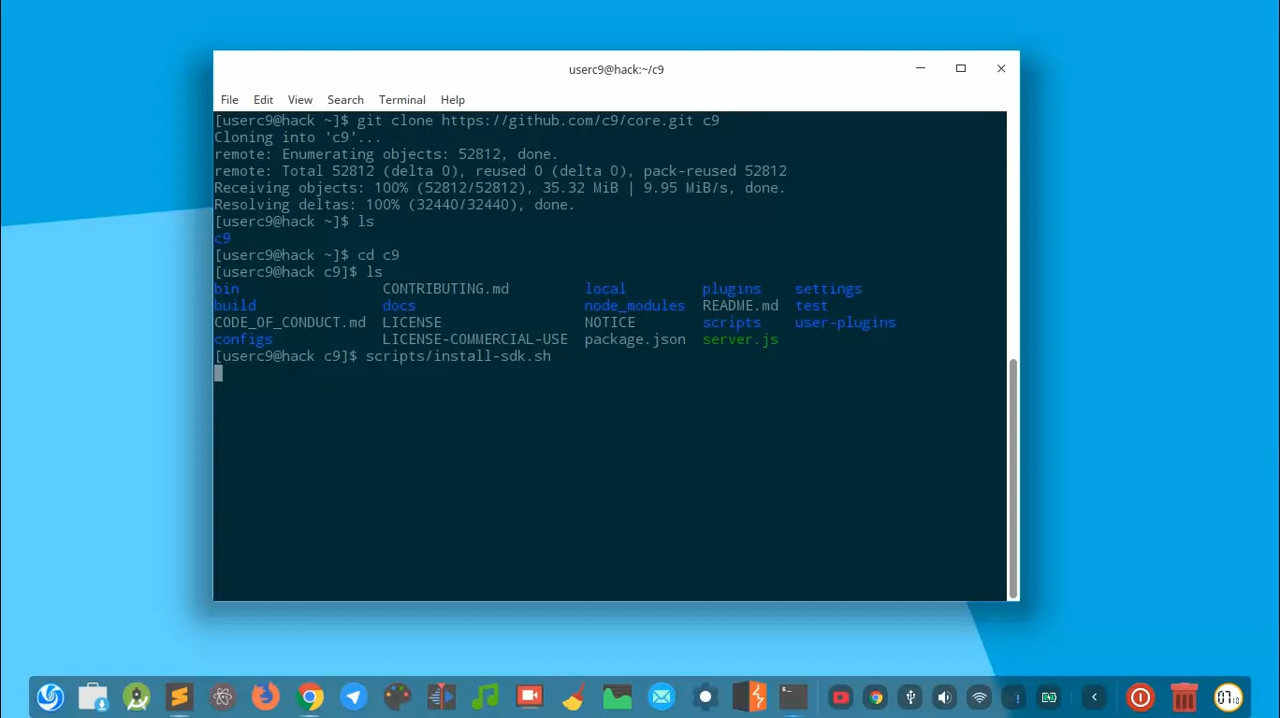 userc9@hack:~/c9
File Edit View Search Terminal Help
[userc9@hack ~]$ git clone https://github.com/c9/core.git c9
Cloning into 'c9'...
remote: Enumerating objects: 52812, done.
remote: Total 52812 (delta 0), reused 0 (delta 0), pack-reused 52812
Receiving objects: 100% (52812/52812), 35.32 MiB | 9.95 MiB/s, done.
Resolving deltas: 100% (32440/32440), done.
[userc9@hack ~]$ ls
c9
[userc9@hack ~]$ cd c9
[userc9@hack c9]$ ls
bin CONTRIBUTING.md local plugins settings
build docs node_modules README.md test
CODE_OF_CONDUCT.md LICENSE NOTICE scripts user-plugins
configs LICENSE-COMMERCIAL-USE package.json server.js
[userc9@hack c9]$ scripts/install-sdk.sh